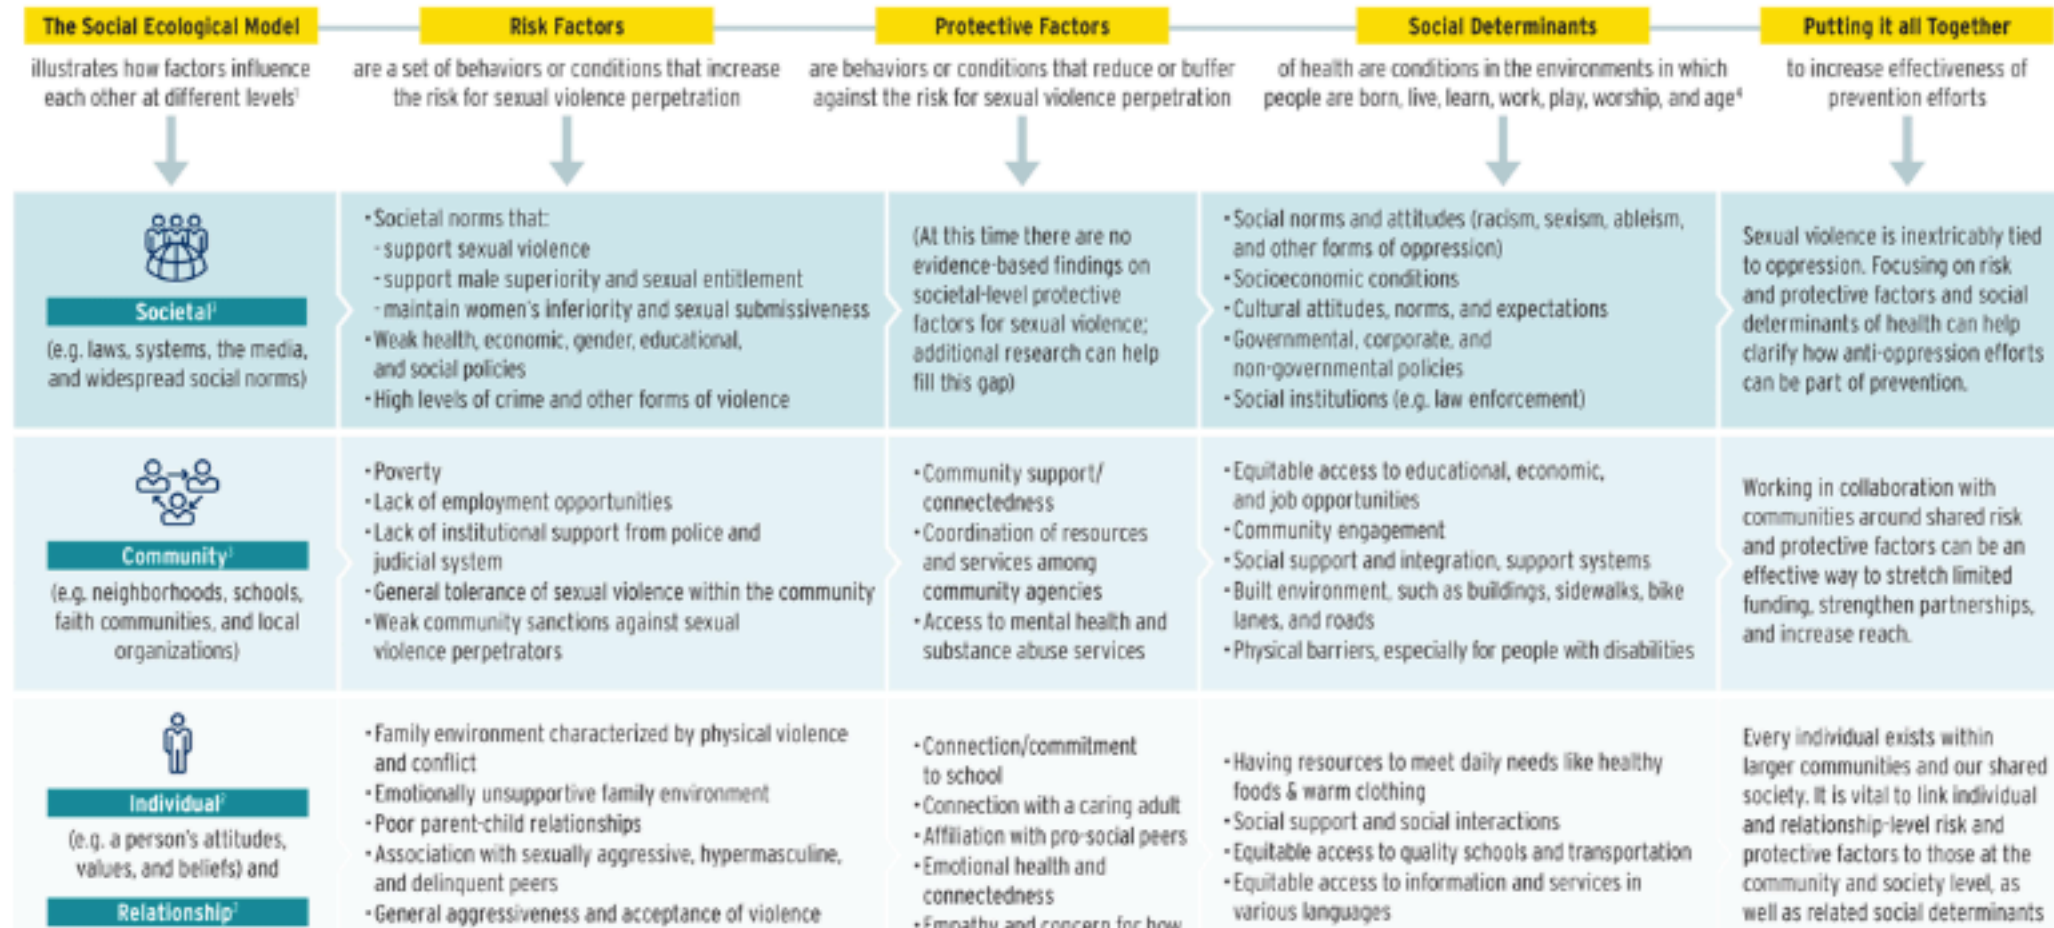 The Social Ecological Model
illustrates how factors influence
each other at different levels¹
Risk Factors
are a set of behaviors or conditions that increase
the risk for sexual violence perpetration
Protective Factors
are behaviors or conditions that reduce or buffer
against the risk for sexual violence perpetration
Social Determinants
of health are conditions in the environments in which
people are born, live, learn, work, play, worship, and age⁴
Putting it all Together
to increase effectiveness of
prevention efforts
Societal
(e.g. laws, systems, the media,
and widespread social norms)
• Societal norms that:
- support sexual violence
- support male superiority and sexual entitlement
- maintain women's inferiority and sexual submissiveness
• Weak health, economic, gender, educational,
and social policies
• High levels of crime and other forms of violence
(At this time there are no
evidence-based findings on
societal-level protective
factors for sexual violence;
additional research can help
fill this gap)
• Social norms and attitudes (racism, sexism, ableism,
and other forms of oppression)
• Socioeconomic conditions
• Cultural attitudes, norms, and expectations
• Governmental, corporate, and
non-governmental policies
• Social institutions (e.g. law enforcement)
Sexual violence is inextricably tied
to oppression. Focusing on risk
and protective factors and social
determinants of health can help
clarify how anti-oppression efforts
can be part of prevention.
Community
(e.g. neighborhoods, schools,
faith communities, and local
organizations)
• Poverty
• Lack of employment opportunities
• Lack of institutional support from police and
judicial system
• General tolerance of sexual violence within the community
• Weak community sanctions against sexual
violence perpetrators
• Community support/
connectedness
• Coordination of resources
and services among
community agencies
• Access to mental health and
substance abuse services
• Equitable access to educational, economic,
and job opportunities
• Community engagement
• Social support and integration, support systems
• Built environment, such as buildings, sidewalks, bike
lanes, and roads
• Physical barriers, especially for people with disabilities
Working in collaboration with
communities around shared risk
and protective factors can be an
effective way to stretch limited
funding, strengthen partnerships,
and increase reach.
Individual
(e.g. a person's attitudes,
values, and beliefs) and
Relationship
• Family environment characterized by physical violence
and conflict
• Emotionally unsupportive family environment
• Poor parent-child relationships
• Association with sexually aggressive, hypermasculine,
and delinquent peers
• General aggressiveness and acceptance of violence
• Connection/commitment
to school
• Connection with a caring adult
• Affiliation with pro-social peers
• Emotional health and
connectedness
• Empathy and concern for how
• Having resources to meet daily needs like healthy
foods & warm clothing
• Social support and social interactions
• Equitable access to quality schools and transportation
• Equitable access to information and services in
various languages
Every individual exists within
larger communities and our shared
society. It is vital to link individual
and relationship-level risk and
protective factors to those at the
community and society level, as
well as related social determinants